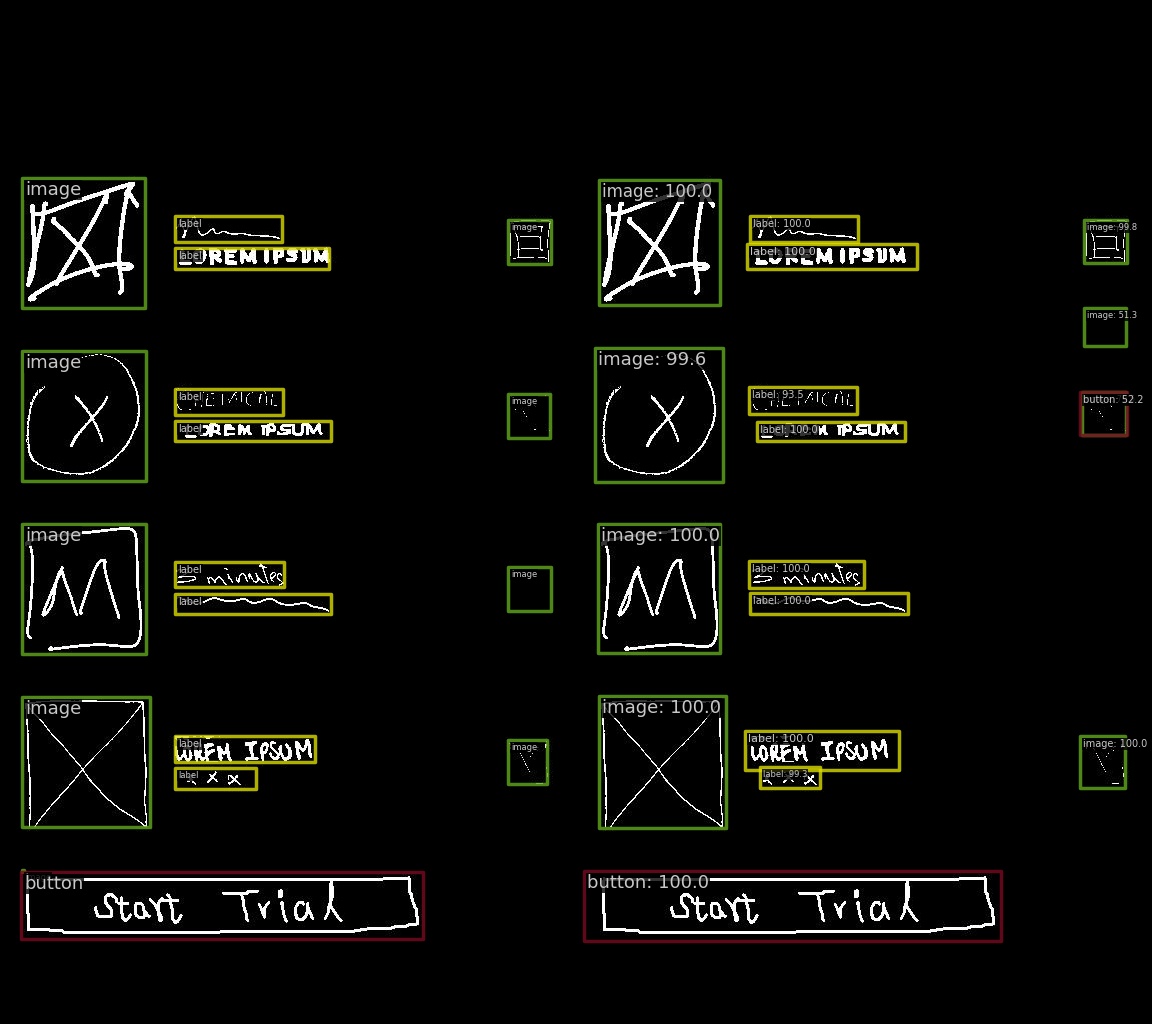 image
label
label LOREM IPSUM
image
image
label
label LOREM IPSUM
image
image
label
minutes
label
image
image
label
LOREM IPSUM
label x x
image
button
Start Trial
image: 100.0
label: 100.0
label: 100.0 LOREM IPSUM
image: 99.8
image: 51.3
image: 99.6
label: 93.5
label: 100.0 IPSUM
button: 52.2
image: 100.0
label: 100.0
minutes
label: 100.0
image: 100.0
label: 100.0
LOREM IPSUM
label: 99.3
image: 100.0
button: 100.0
Start Trial